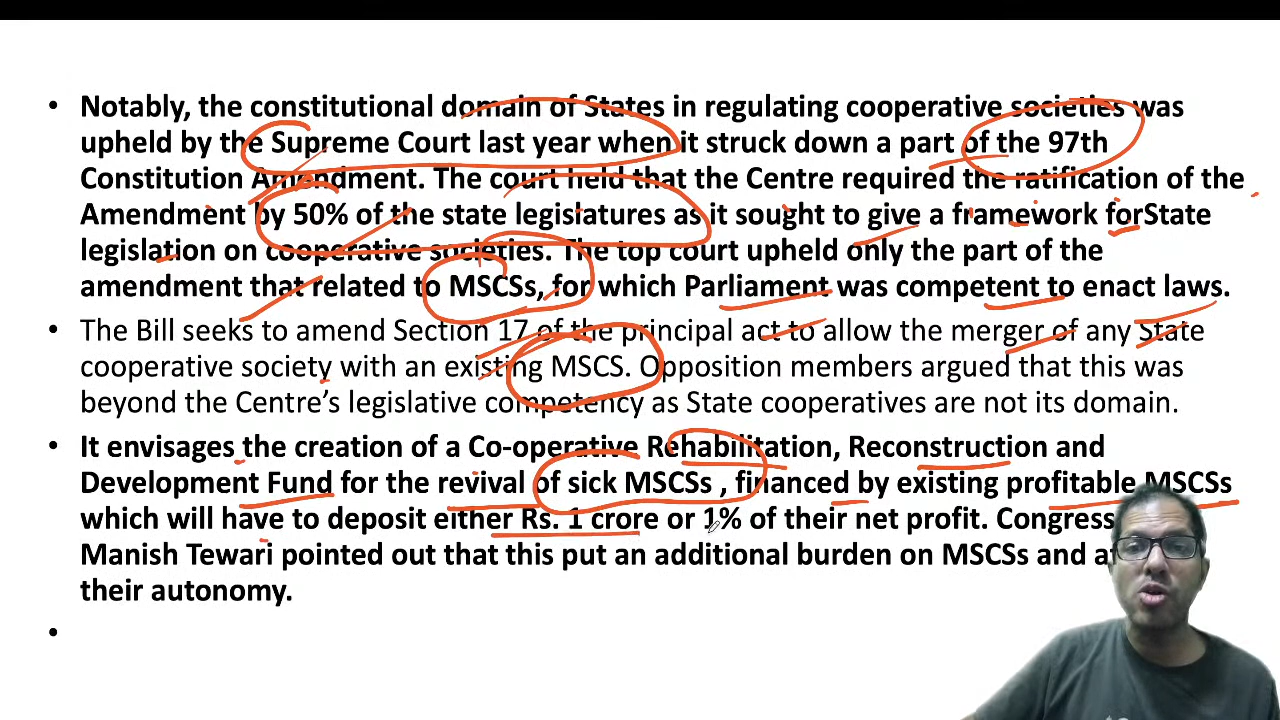 • Notably, the constitutional domain of States in regulating cooperative societies was
upheld by the Supreme Court last year when it struck down a part of the 97th
Constitution Amendment. The court held that the Centre required the ratification of the
Amendment by 50% of the state legislatures as it sought to give a framework forState
legislation on cooperative societies. The top court upheld only the part of the
amendment that related to MSCSs, for which Parliament was competent to enact laws.
• The Bill seeks to amend Section 17 of the principal act to allow the merger of any State
cooperative society with an existing MSCS. Opposition members argued that this was
beyond the Centre’s legislative competency as State cooperatives are not its domain.
• It envisages the creation of a Co-operative Rehabilitation, Reconstruction and
Development Fund for the revival of sick MSCSs , financed by existing profitable MSCSs
which will have to deposit either Rs. 1 crore or 1% of their net profit. Congress
Manish Tewari pointed out that this put an additional burden on MSCSs and
their autonomy.
•